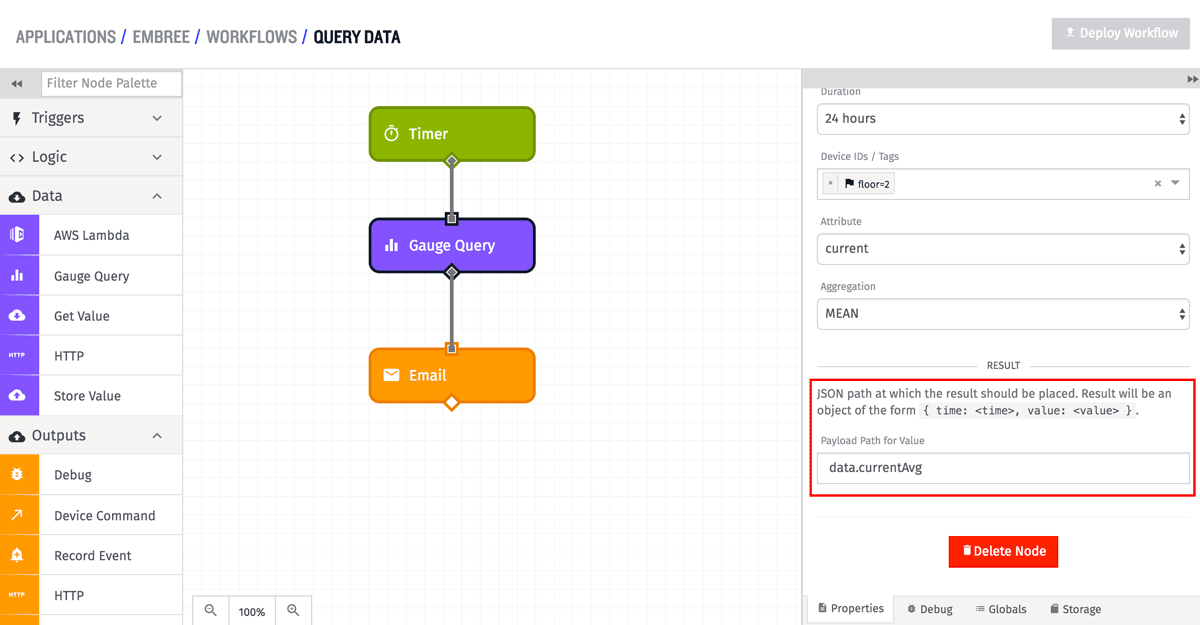 APPLICATIONS / EMBREE / WORKFLOWS / QUERY DATA
Deploy Workflow
Filter Node Palette
Triggers
Logic
Data
AWS Lambda
Gauge Query
Get Value
HTTP HTTP
Store Value
Outputs
Debug
Device Command
Record Event
HTTP HTTP
Timer
Gauge Query
Email
100%
Duration
24 hours
Device IDs / Tags
× floor=2 ×
Attribute
current
Aggregation
MEAN
RESULT
JSON path at which the result should be placed. Result will be an
object of the form { time: <time>, value: <value> }.
Payload Path for Value
data.currentAvg
Delete Node
Properties Debug Globals Storage